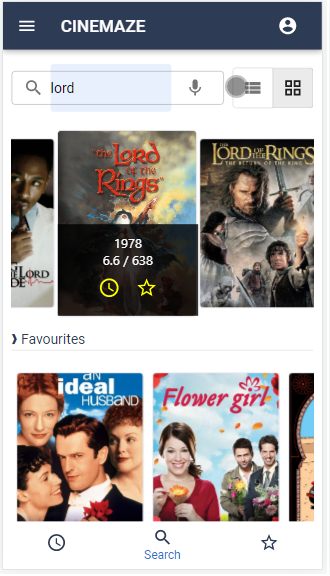 CINEMAZE
lord
LORD
DE
"The Lord
of the
Rings"
1978
6.6 / 638
THE
LORD OF THE RINGS
THE RETURN OF THE KING
Favourites
AN
ideal
HUSBAND
Flower girl
Search